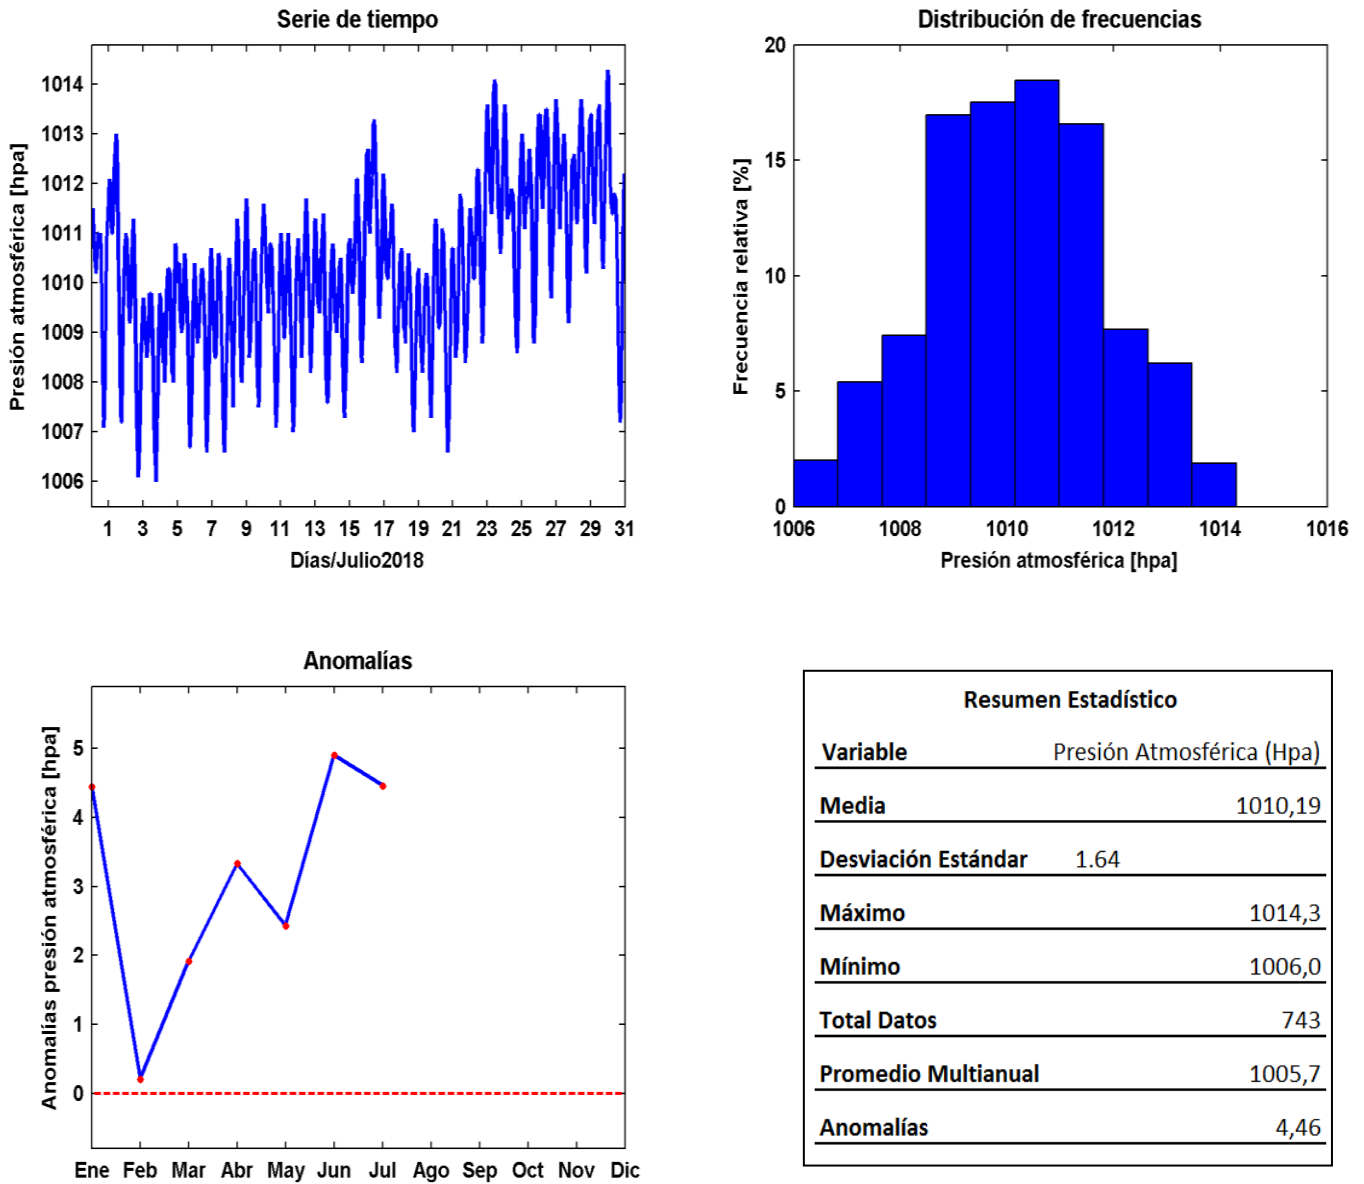 Serie de tiempo
Presión atmosférica [hpa]
1014
1013
1012
1011
1010
1009
1008
1007
1006
1 3 5 7 9 11 13 15 17 19 21 23 25 27 29 31
Días/Julio2018
Distribución de frecuencias
Frecuencia relativa [%]
20
15
10
5
0
1006 1008 1010 1012 1014 1016
Presión atmosférica [hpa]
Anomalías
Anomalías presión atmosférica [hpa]
5
4
3
2
1
0
Ene Feb Mar Abr May Jun Jul Ago Sep Oct Nov Dic
Resumen Estadístico
Variable Presión Atmosférica (Hpa)
Media 1010,19
Desviación Estándar 1.64
Máximo 1014,3
Mínimo 1006,0
Total Datos 743
Promedio Multianual 1005,7
Anomalías 4,46